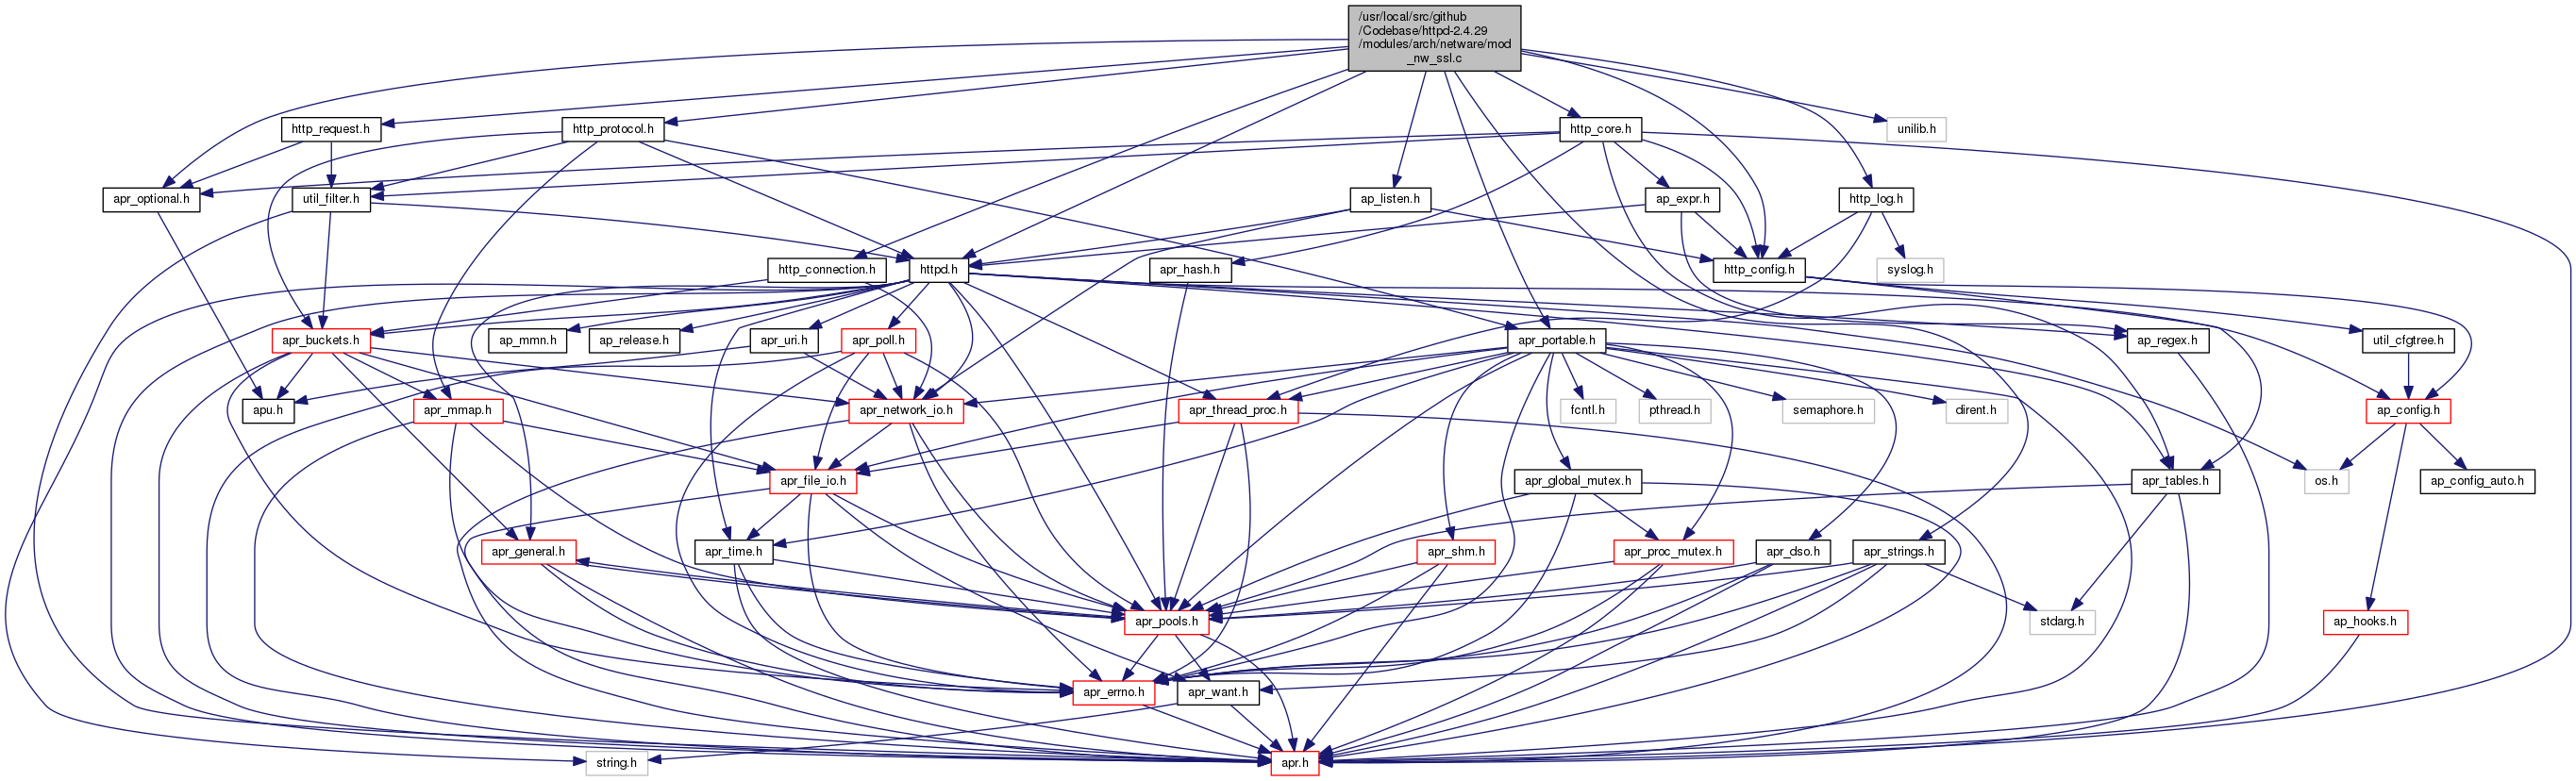 /usr/local/src/github
/Codebase/httpd-2.4.29
/modules/arch/netware/mod
_nw_ssl.c
http_request.h
http_protocol.h
http_core.h
unilib.h
apr_optional.h
util_filter.h
ap_listen.h
ap_expr.h
http_log.h
http_connection.h
httpd.h
apr_hash.h
http_config.h
syslog.h
apr_buckets.h
ap_mmn.h
ap_release.h
apr_uri.h
apr_poll.h
apr_portable.h
ap_regex.h
util_cfgtree.h
apu.h
apr_mmap.h
apr_network_io.h
apr_thread_proc.h
fcntl.h
pthread.h
semaphore.h
dirent.h
ap_config.h
apr_file_io.h
apr_global_mutex.h
apr_tables.h
os.h
ap_config_auto.h
apr_general.h
apr_time.h
apr_shm.h
apr_proc_mutex.h
apr_dso.h
apr_strings.h
apr_pools.h
stdarg.h
ap_hooks.h
apr_errno.h
apr_want.h
string.h
apr.h